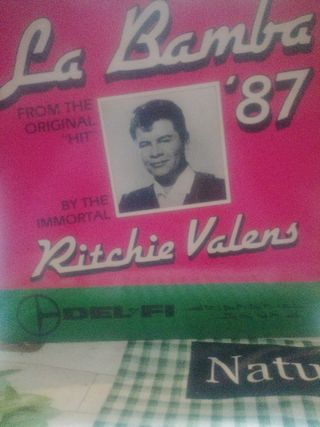 La Bamba
'87
FROM THE
ORIGINAL
"HIT"
BY THE
IMMORTAL
Ritchie Valens
DEL-FI
Natu